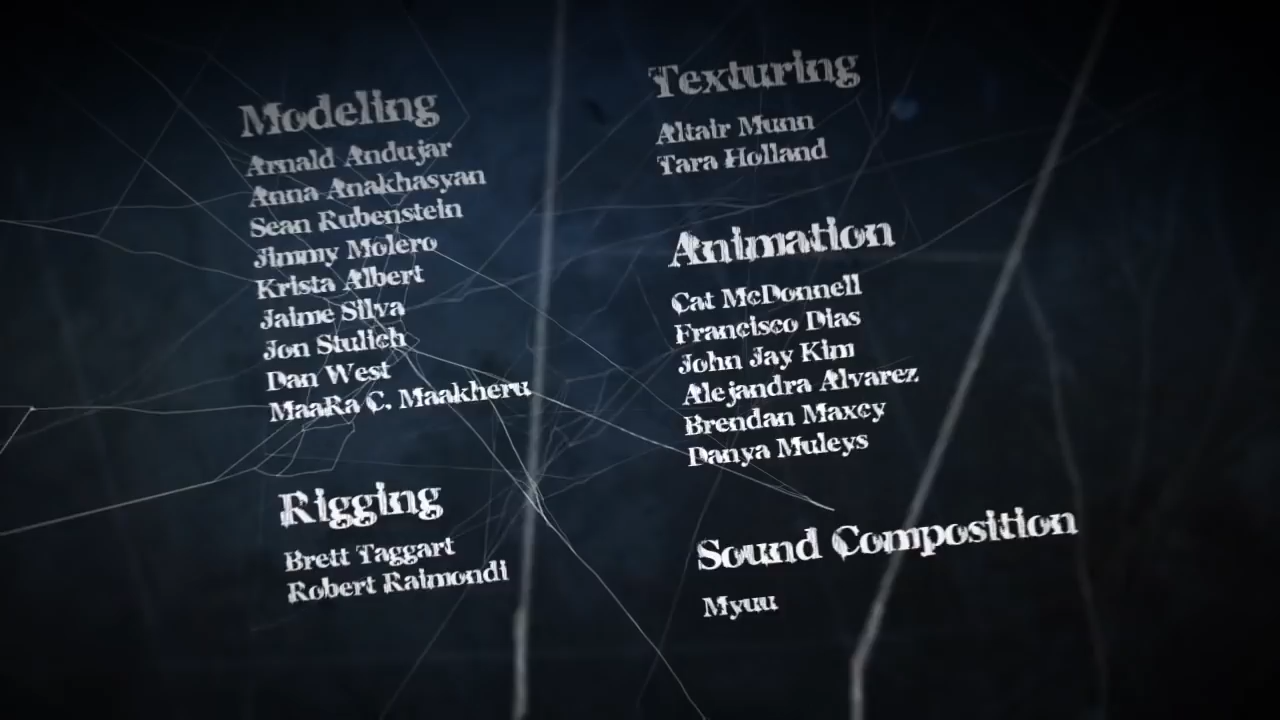 Modeling
Arnald Andujar
Anna Anakhasyan
Sean Rubenstein
Jimmy Molero
Krista Albert
Jaime Silva
Jon Stulich
Dan West
MaaRa C. Maakheru
Rigging
Brett Taggart
Robert Raimondi
Texturing
Altair Munn
Tara Holland
Animation
Cat McDonnell
Francisco Dias
John Jay Kim
Alejandra Alvarez
Brendan Maxcy
Danya Muleys
Sound Composition
Myuu